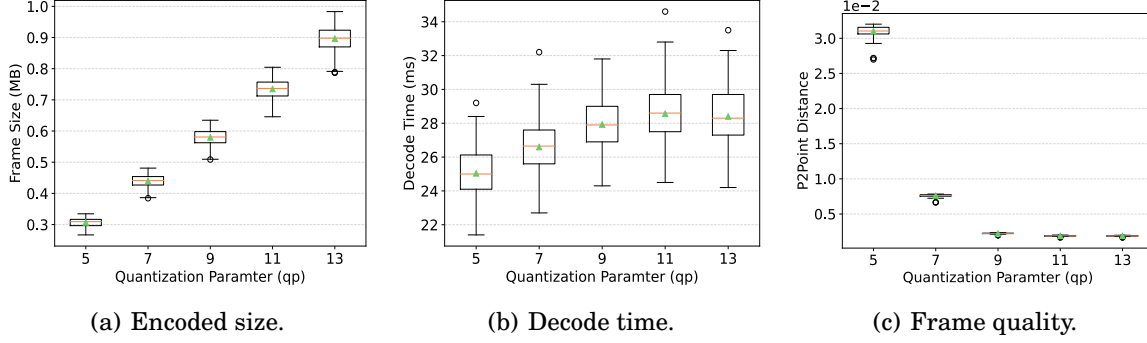 1.0
0.9
0.8
0.7
0.6
0.5
0.4
0.3
Frame Size (MB)
5 7 9 11 13
Quantization Paramter (qp)
(a) Encoded size.
34
32
30
28
26
24
22
Decode Time (ms)
5 7 9 11 13
Quantization Paramter (qp)
(b) Decode time.
1e−2
3.0
2.5
2.0
1.5
1.0
0.5
P2Point Distance
5 7 9 11 13
Quantization Paramter (qp)
(c) Frame quality.